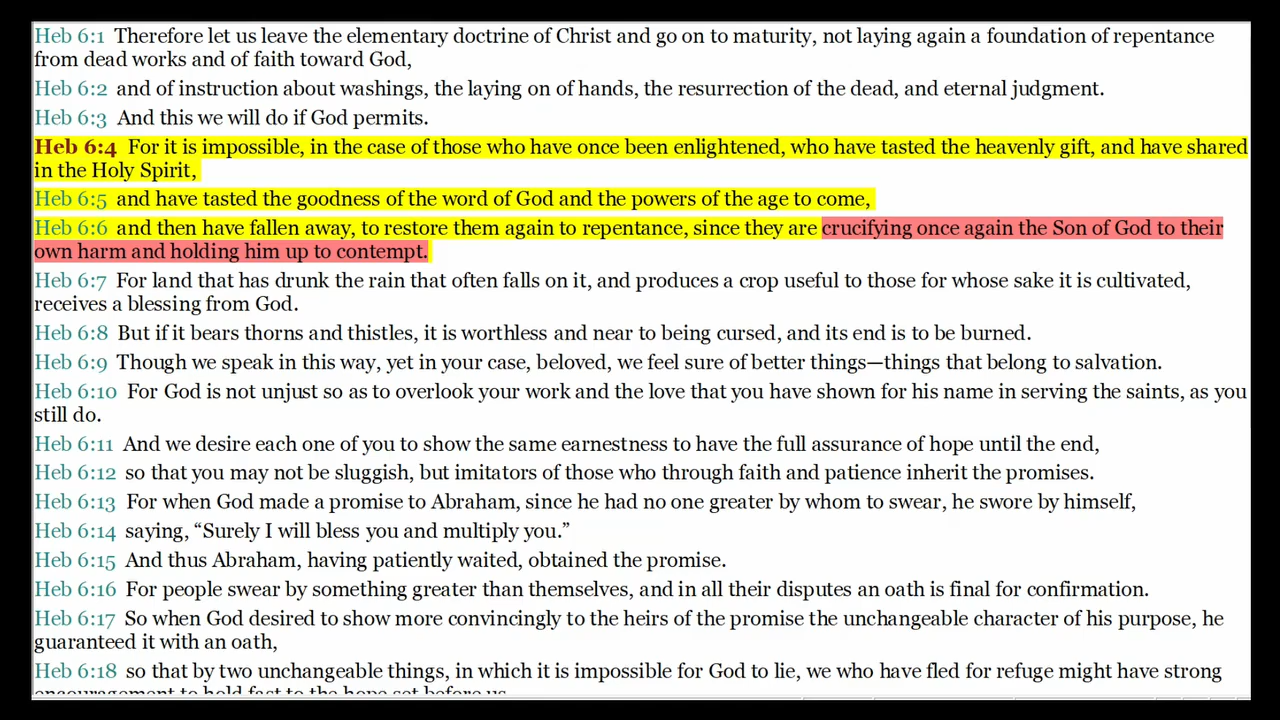 Heb 6:1 Therefore let us leave the elementary doctrine of Christ and go on to maturity, not laying again a foundation of repentance
from dead works and of faith toward God,
Heb 6:2 and of instruction about washings, the laying on of hands, the resurrection of the dead, and eternal judgment.
Heb 6:3 And this we will do if God permits.
Heb 6:4 For it is impossible, in the case of those who have once been enlightened, who have tasted the heavenly gift, and have shared
in the Holy Spirit,
Heb 6:5 and have tasted the goodness of the word of God and the powers of the age to come,
Heb 6:6 and then have fallen away, to restore them again to repentance, since they are crucifying once again the Son of God to their
own harm and holding him up to contempt.
Heb 6:7 For land that has drunk the rain that often falls on it, and produces a crop useful to those for whose sake it is cultivated,
receives a blessing from God.
Heb 6:8 But if it bears thorns and thistles, it is worthless and near to being cursed, and its end is to be burned.
Heb 6:9 Though we speak in this way, yet in your case, beloved, we feel sure of better things—things that belong to salvation.
Heb 6:10 For God is not unjust so as to overlook your work and the love that you have shown for his name in serving the saints, as you
still do.
Heb 6:11 And we desire each one of you to show the same earnestness to have the full assurance of hope until the end,
Heb 6:12 so that you may not be sluggish, but imitators of those who through faith and patience inherit the promises.
Heb 6:13 For when God made a promise to Abraham, since he had no one greater by whom to swear, he swore by himself,
Heb 6:14 saying, “Surely I will bless you and multiply you.”
Heb 6:15 And thus Abraham, having patiently waited, obtained the promise.
Heb 6:16 For people swear by something greater than themselves, and in all their disputes an oath is final for confirmation.
Heb 6:17 So when God desired to show more convincingly to the heirs of the promise the unchangeable character of his purpose, he
guaranteed it with an oath,
Heb 6:18 so that by two unchangeable things, in which it is impossible for God to lie, we who have fled for refuge might have strong
encouragement to hold fast to the hope set before us